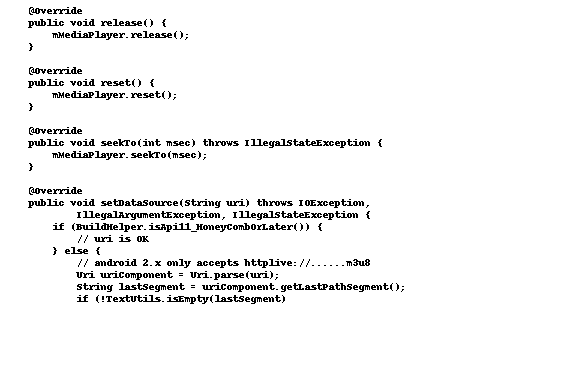 @Override
public void release() {
mMediaPlayer.release();
}
@Override
public void reset() {
mMediaPlayer.reset();
}
@Override
public void seekTo(int msec) throws IllegalStateException {
mMediaPlayer.seekTo(msec);
}
@Override
public void setDataSource(String uri) throws IOException,
IllegalArgumentException, IllegalStateException {
if (BuildHelper.isApi11_HoneyCombOrLater()) {
// uri is OK
} else {
// android 2.x only accepts httplive://......m3u8
Uri uriComponent = Uri.parse(uri);
String lastSegment = uriComponent.getLastPathSegment();
if (!TextUtils.isEmpty(lastSegment)